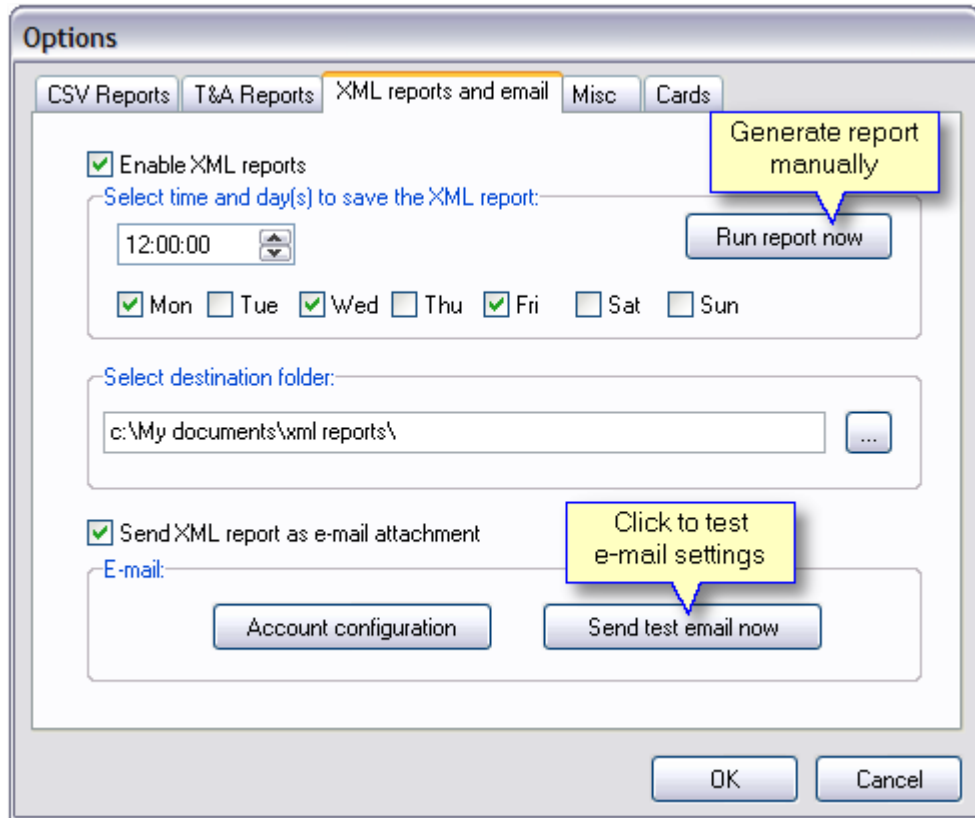 Options
CSV Reports T&A Reports XML reports and email Misc Cards
Generate report
manually
Enable XML reports
Select time and day(s) to save the XML report:
12:00:00
Run report now
Mon Tue Wed Thu Fri Sat Sun
Select destination folder:
c:\My documents\xml reports\
...
Send XML report as e-mail attachment
Click to test
e-mail settings
E-mail:
Account configuration
Send test email now
OK
Cancel